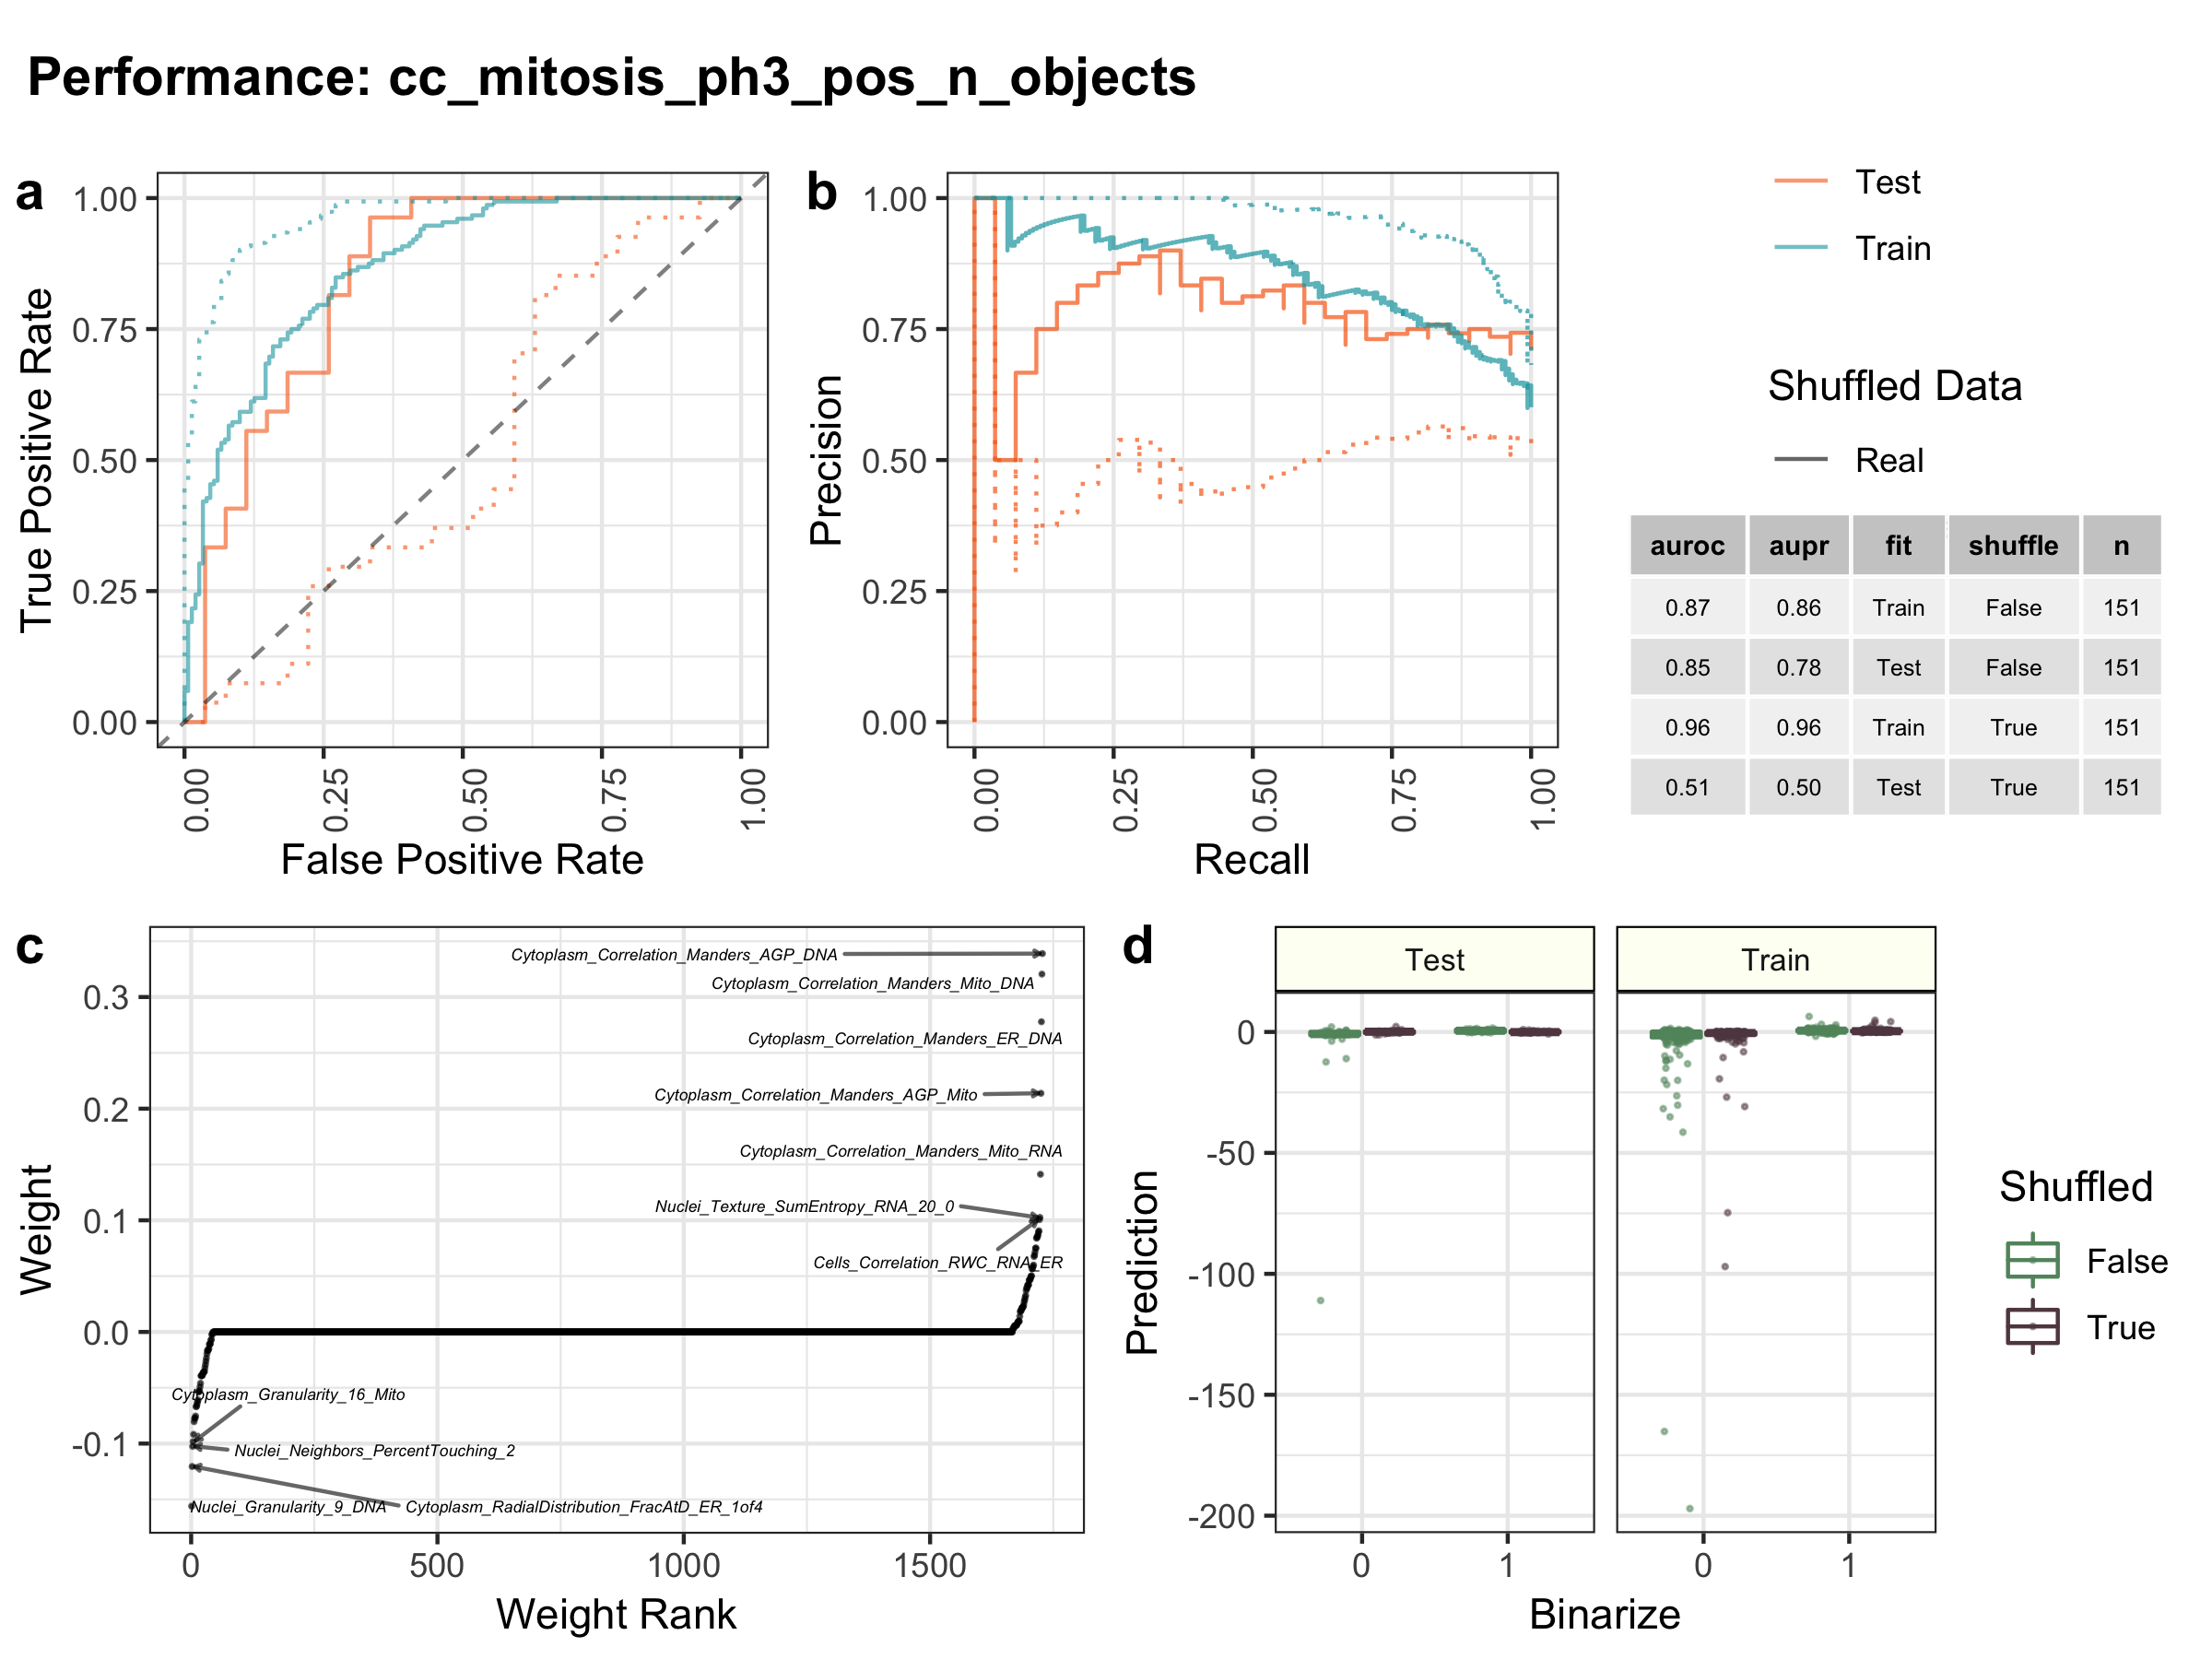 Performance: cc_mitosis_ph3_pos_n_objects
a
1.00
0.75
0.50
0.25
0.00
True Positive Rate
0.00
0.25
0.50
0.75
1.00
False Positive Rate
b
1.00
0.75
0.50
0.25
0.00
Precision
0.00
0.25
0.50
0.75
1.00
Recall
Test
Train
Shuffled Data
Real
auroc aupr fit shuffle n
0.87 0.86 Train False 151
0.85 0.78 Test False 151
0.96 0.96 Train True 151
0.51 0.50 Test True 151
c
0.3
0.2
0.1
0.0
-0.1
Weight
Cytoplasm_Correlation_Manders_AGP_DNA
Cytoplasm_Correlation_Manders_Mito_DNA
Cytoplasm_Correlation_Manders_ER_DNA
Cytoplasm_Correlation_Manders_AGP_Mito
Cytoplasm_Correlation_Manders_Mito_RNA
Nuclei_Texture_SumEntropy_RNA_20_0
Cells_Correlation_RWC_RNA_ER
Cytoplasm_Granularity_16_Mito
Nuclei_Neighbors_PercentTouching_2
Nuclei_Granularity_9_DNA
Cytoplasm_RadialDistribution_FracAtD_ER_1of4
0
500
1000
1500
Weight Rank
d
Test
Train
0
-50
-100
-150
-200
Prediction
0
1
0
1
Binarize
Shuffled
False
True